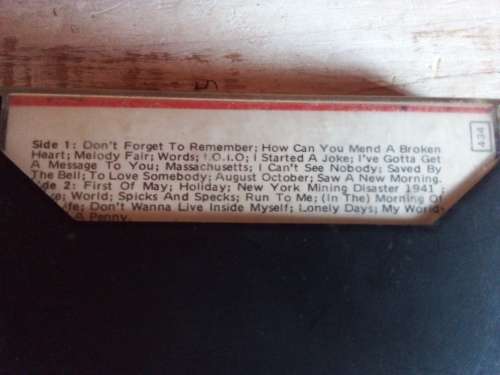 Side 1: Don't Forget To Remember; How Can You Mend A Broken
Heart; Melody Fair; Words; I.O.I.O; I Started A Joke; I've Gotta Get
A Message To You; Massachusetts; I Can't See Nobody; Saved By
The Bell; To Love Somebody; August October; Saw A New Morning.
ide 2: First Of May; Holiday; New York Mining Disaster 1941;
World; Spicks And Specks; Run To Me; (In The) Morning Of
fe; Don't Wanna Live Inside Myself; Lonely Days; My World-
A Penny.
434